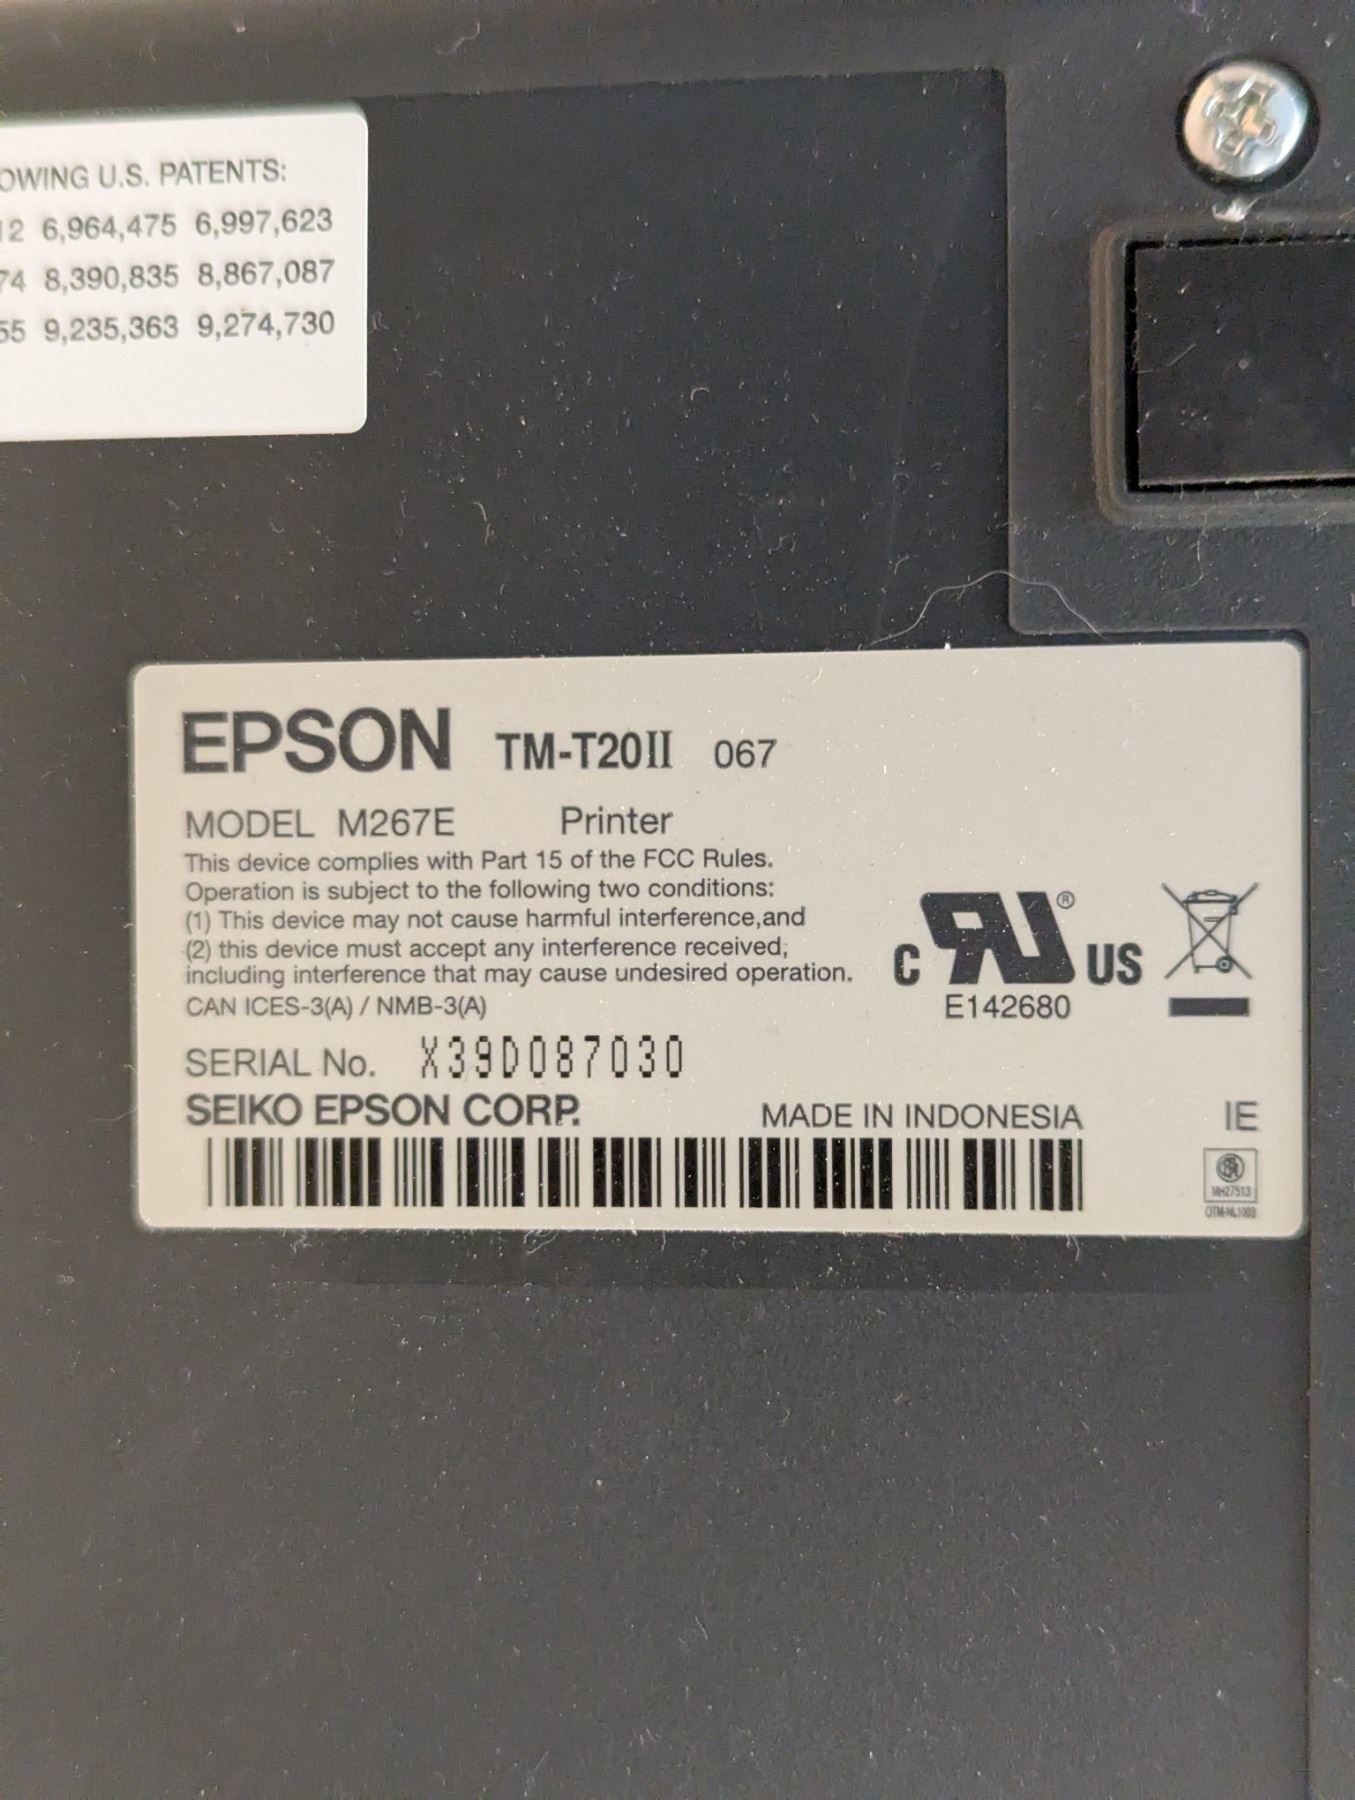 OWING U.S. PATENTS:
12 6,964,475 6,997,623
74 8,390,835 8,867,087
55 9,235,363 9,274,730
EPSON TM-T20II 067
MODEL M267E Printer
This device complies with Part 15 of the FCC Rules.
Operation is subject to the following two conditions:
(1) This device may not cause harmful interference,and
(2) this device must accept any interference received,
including interference that may cause undesired operation.
CAN ICES-3(A) / NMB-3(A)
C RU ® US
E142680
SERIAL No. X39D087030
SEIKO EPSON CORP.
MADE IN INDONESIA
IE
MH27513
OTM-NL1003